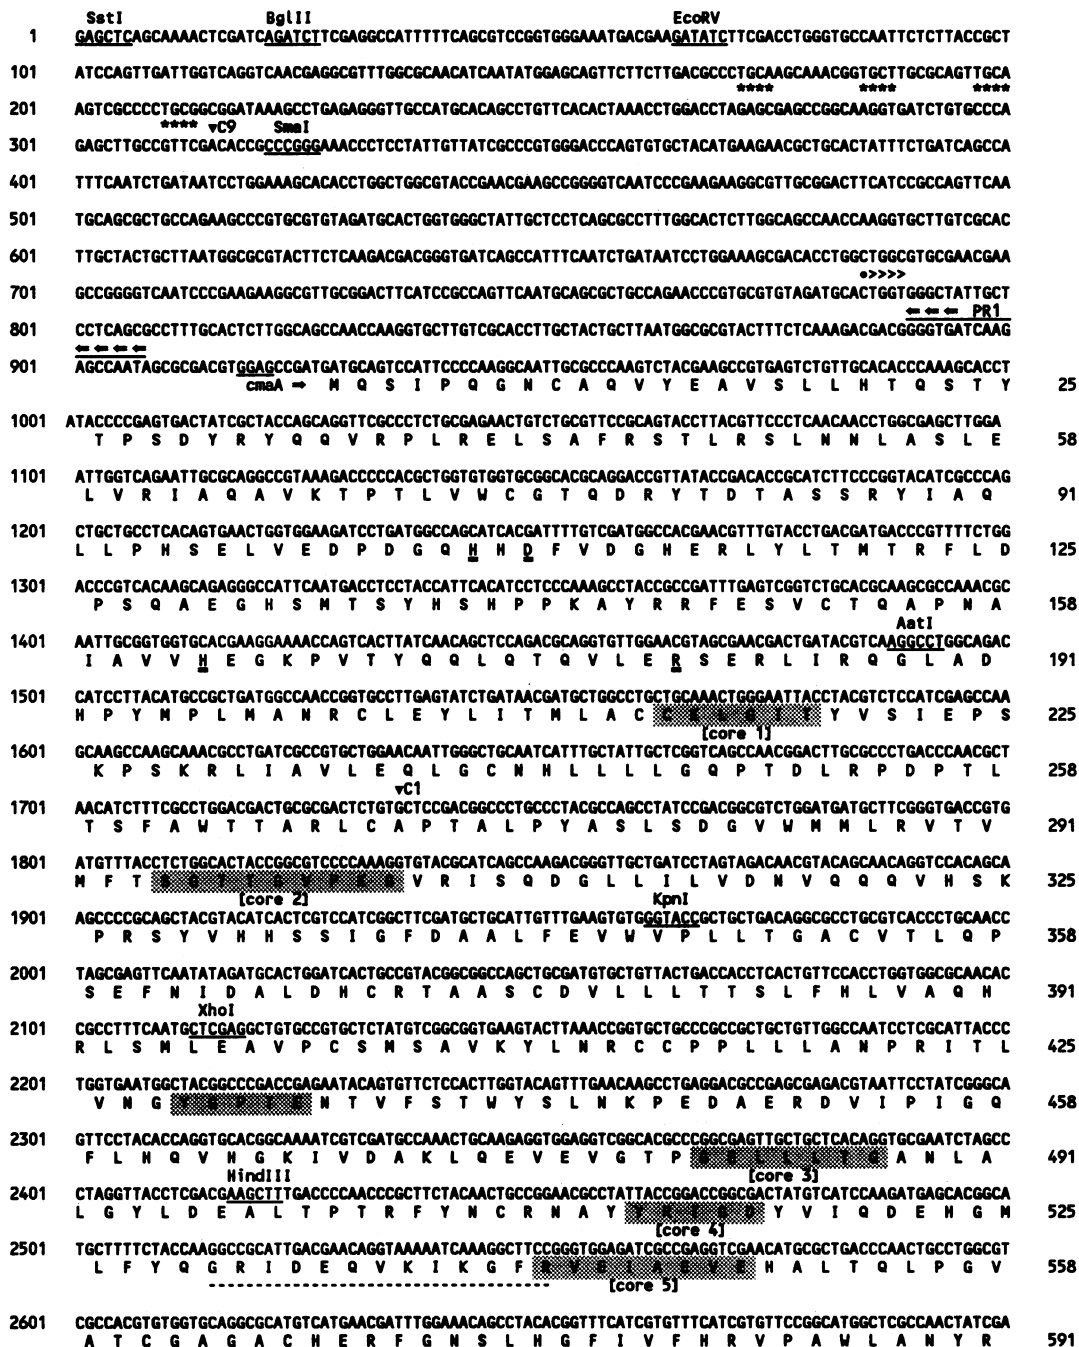 SstI BglII EcoRV
1 GAGCTCAGCAAAACTCGATCAGATCTTCGAGGCCATTTTTCAGCGTCCGGTGGGAAATGACGAAGATATCTTCGACCTGGGTGCCAATTCTCTTACCGCT
101 ATCCAGTTGATTGGTCAGGTCAACGAGGCGTTTGGCGCAACATCAATATGGAGCAGTTCTTCTTGACGCCCTGCAAGCAAACGGTGCTTGCGCAGTTGCA
**** **** ****
201 AGTCGCCCCTGCGGCGGATAAAGCCTGAGAGGGTTGCCATGCACAGCCTGTTCACACTAAACCTGGACCTAGAGCGAGCCGGCAAGGTGATCTGTGCCCA
**** ▼C9 SmaI
301 GAGCTTGCCGTTCGACACCGCCCGGGAAACCCTCCTATTGTTATCGCCCGTGGGACCCAGTGTGCTACATGAAGAACGCTGCACTATTTCTGATCAGCCA
401 TTTCAATCTGATAATCCTGGAAAGCACACCTGGCTGGCGTACCGAACGAAGCCGGGGTCAATCCCGAAGAAGGCGTTGCGGACTTCATCCGCCAGTTCAA
501 TGCAGCGCTGCCAGAAGCCCGTGCGTGTAGATGCACTGGTGGGCTATTGCTCCTCAGCGCCTTTGGCACTCTTGGCAGCCAACCAAGGTGCTTGTCGCAC
601 TTGCTACTGCTTAATGGCGCGTACTTCTCAAGACGACGGGTGATCAGCCATTTCAATCTGATAATCCTGGAAAGCGACACCTGGCTGGCGTGCGAACGAA
●>>>>
701 GCCGGGGTCAATCCCGAAGAAGGCGTTGCGGACTTCATCCGCCAGTTCAATGCAGCGCTGCCAGAACCCGTGCGTGTAGATGCACTGGTGGGCTATTGCT
← ← ← PR1
801 CCTCAGCGCCTTTGCACTCTTGGCAGCCAACCAAGGTGCTTGTCGCACCTTGCTACTGCTTAATGGCGCGTACTTTCTCAAAGACGACGGGGTGATCAAG
← ← ← ←
901 AGCCAATAGCGCGACGTGGAGCCGATGATGCAGTCCATTCCCCAAGGCAATTGCGCCCAAGTCTACGAAGCTGTCAGTCTGCTTGCACACACCCAAAGCACCT
cmaA → M Q S I P Q G N C A Q V Y E A V S L L H T Q S T Y 25
1001 ATACCCCGAGTGACTATCGCTACCAGCAGGTTCGCCCTCTGCGAGAACTGTCTGCGTTCCGCAGTACCTTACGTTCCCTCAACAACCTGGCGAGCTTGGA
T P S D Y R Y Q Q V R P L R E L S A F R S T L R S L N N L A S L E 58
1101 ATTGGTCAGAATTGCGCAGGCCGTAAAGACCCCCACGCTGGTGTGGTGCGGCACGCAGGACCGTTATACCGACACCGCATCTTCCCGGTACATCGCCCAG
L V R I A Q A V K T P T L V W C G T Q D R Y T D T A S S R Y I A Q 91
1201 CTGCTGCCTCACAGTGAACTGGTGGAAGATCCTGATGGCCAGCATCACGATTTTGTCGATGGCCACGAACGTTTGTACCTGACGATGACCCGTTTTCTGG
L L P H S E L V E D P D G Q H H D F V D G H E R L Y L T M T R F L D 125
1301 ACCCGTCACAAGCAGAGGGCCATTCAATGACCTCCTACCATTCACATCCTCCCAAAGCCTACCGCCGATTTGAGTCGGTCTGCACGCAAGCGCCAAACGC
P S Q A E G H S M T S Y H S H P P K A Y R R F E S V C T Q A P N A 158
AatI
1401 AATTGCGGTGGTGCACGAAGGAAAACCAGTCACTTATCAACAGCTCCAGACGCAGGTGTTGGAACGTAGCGAACGACTGATACGTCAAGGCCTGGCAGAC
I A V V H E G K P V T Y Q Q L Q T Q V L E R S E R L I R Q G L A D 191
1501 CATCCTTACATGCCGCTGATGGCCAACCGGTGCCTTGAGTATCTGATAACGATGCTGGCCTGCTGCAAACTGGGAATTACCTACGTCTCCATCGAGCCAA
H P Y M P L M A N R C L E Y L I T M L A C C K L G I T Y V S I E P S 225
[core 1]
1601 GCAAGCCAAGCAAACGCCTGATCGCCGTGCTGGAACAATTGGGCTGCAATCATTTGCTATTGCTCGGTCAGCCAACGGACTTGCGCCCTGACCCAACGCT
K P S K R L I A V L E Q L G C N H L L L L G Q P T D L R P D P T L 258
▼C1
1701 AACATCTTTCGCCTGGACGACTGCGCGACTCTGTGCTCCGACGGCCCTGCCCTACGCCAGCCTATCCGACGGCGTCTGGATGATGCTTCGGGTGACCGTG
T S F A W T T A R L C A P T A L P Y A S L S D G V W M M L R V T V 291
1801 ATGTTTACCTCTGGCACTACCGGCGTCCCCAAAGGTGTACGCATCAGCCAAGACGGGTTGCTGATCCTAGTAGACAACGTACAGCAACAGGTCCACAGCA
M F T S G T T G V P K G V R I S Q D G L L I L V D N V Q Q Q V H S K 325
[core 2] KpnI
1901 AGCCCCGCAGCTACGTACATCACTCGTCCATCGGCTTCGATGCTGCATTGTTTGAAGTGTGGGTACCGCTGCTGACAGGCGCCTGCGTCACCCTGCAACC
P R S Y V H H S S I G F D A A L F E V W V P L L T G A C V T L Q P 358
2001 TAGCGAGTTCAATATAGATGCACTGGATCACTGCCGTACGGCGGCCAGCTGCGATGTGCTGTTACTGACCACCTCACTGTTCCACCTGGTGGCGCAACAC
S E F N I D A L D H C R T A A S C D V L L L T T S L F H L V A Q H 391
XhoI
2101 CGCCTTTCAATGCTCGAGGCTGTGCCGTGCTCTATGTCGGCGGTGAAGTACTTAAACCGGTGCTGCCCGCCGCTGCTGTTGGCCAATCCTCGCATTACCC
R L S M L E A V P C S M S A V K Y L N R C C P P L L L A N P R I T L 425
2201 TGGTGAATGGCTACGGCCCGACCGAGAATACAGTGTTCTCCACTTGGTACAGTTTGAACAAGCCTGAGGACGCCGAGCGAGACGTAATTCCTATCGGGCA
V N G Y G P T E N T V F S T W Y S L N K P E D A E R D V I P I G Q 458
2301 GTTCCTACACCAGGTGCACGGCAAAATCGTCGATGCCAAACTGCAAGAGGTGGAGGTCGGCACGCCCGGCGAGTTGCTGCTCACAGGTGCGAATCTAGCC
F L H Q V H G K I V D A K L Q E V E V G T P G E L L L T G A N L A 491
HindIII [core 3]
2401 CTAGGTTACCTCGACGAAGCTTTGACCCCAACCCGCTTCTACAACTGCCGGAACGCCTATTACCGGACCGGCGACTATGTCATCCAAGATGAGCACGGCA
L G Y L D E A L T P T R F Y N C R N A Y Y R T G D Y V I Q D E H G M 525
[core 4]
2501 TGCTTTTCTACCAAGGCCGCATTGACGAACAGGTAAAAATCAAAGGCTTCCGGGTGGAGATCGCCGAGGTCGAACATGCGCTGACCCAACTGCCTGGCGT
L F Y Q G R I D E Q V K I K G F R V E I A E V E H A L T Q L P G V 558
[core 5]
2601 CGCCACGTGTGGTGCAGGCGCATGTCATGAACGATTTGGAAACAGCCTACACGGTTTCATCGTGTTTCATCGTGTTCCGGCATGGCTCGCCAACTATCGA
A T C G A G A C H E R F G N S L H G F I V F H R V P A W L A N Y R 591